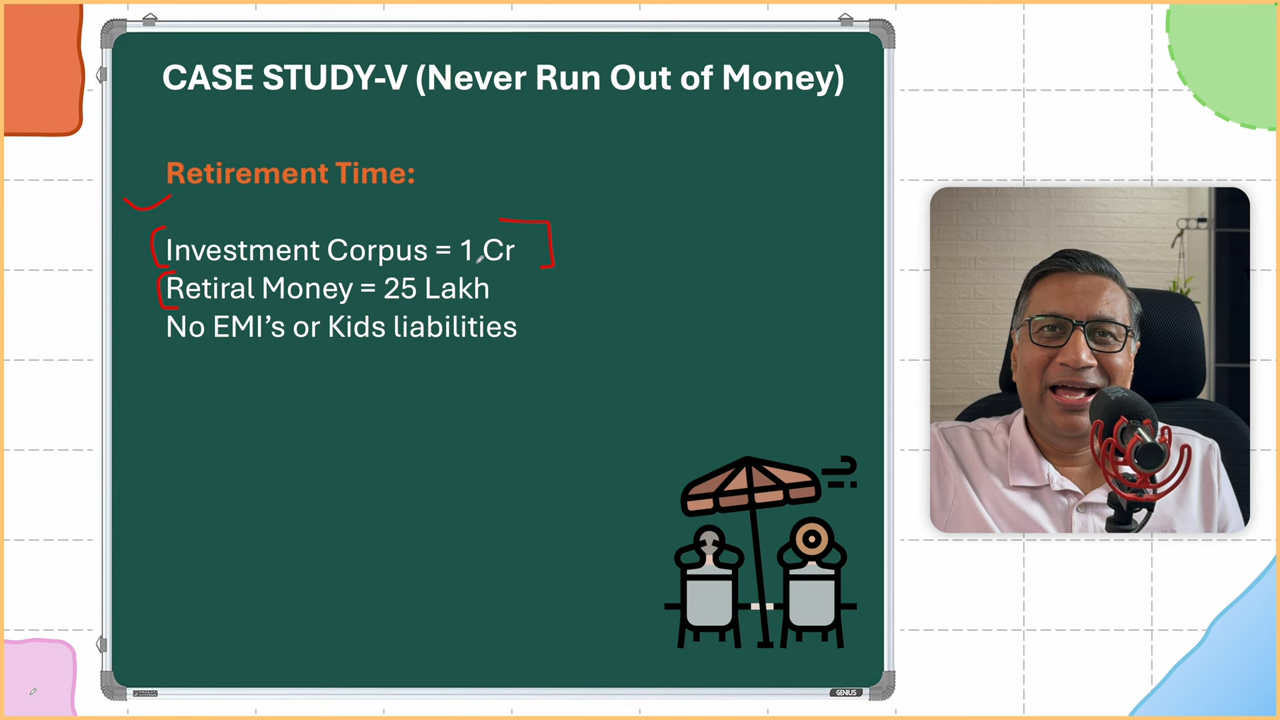 CASE STUDY-V (Never Run Out of Money)
Retirement Time:
Investment Corpus = 1 Cr
Retiral Money = 25 Lakh
No EMI’s or Kids liabilities
GENIUS